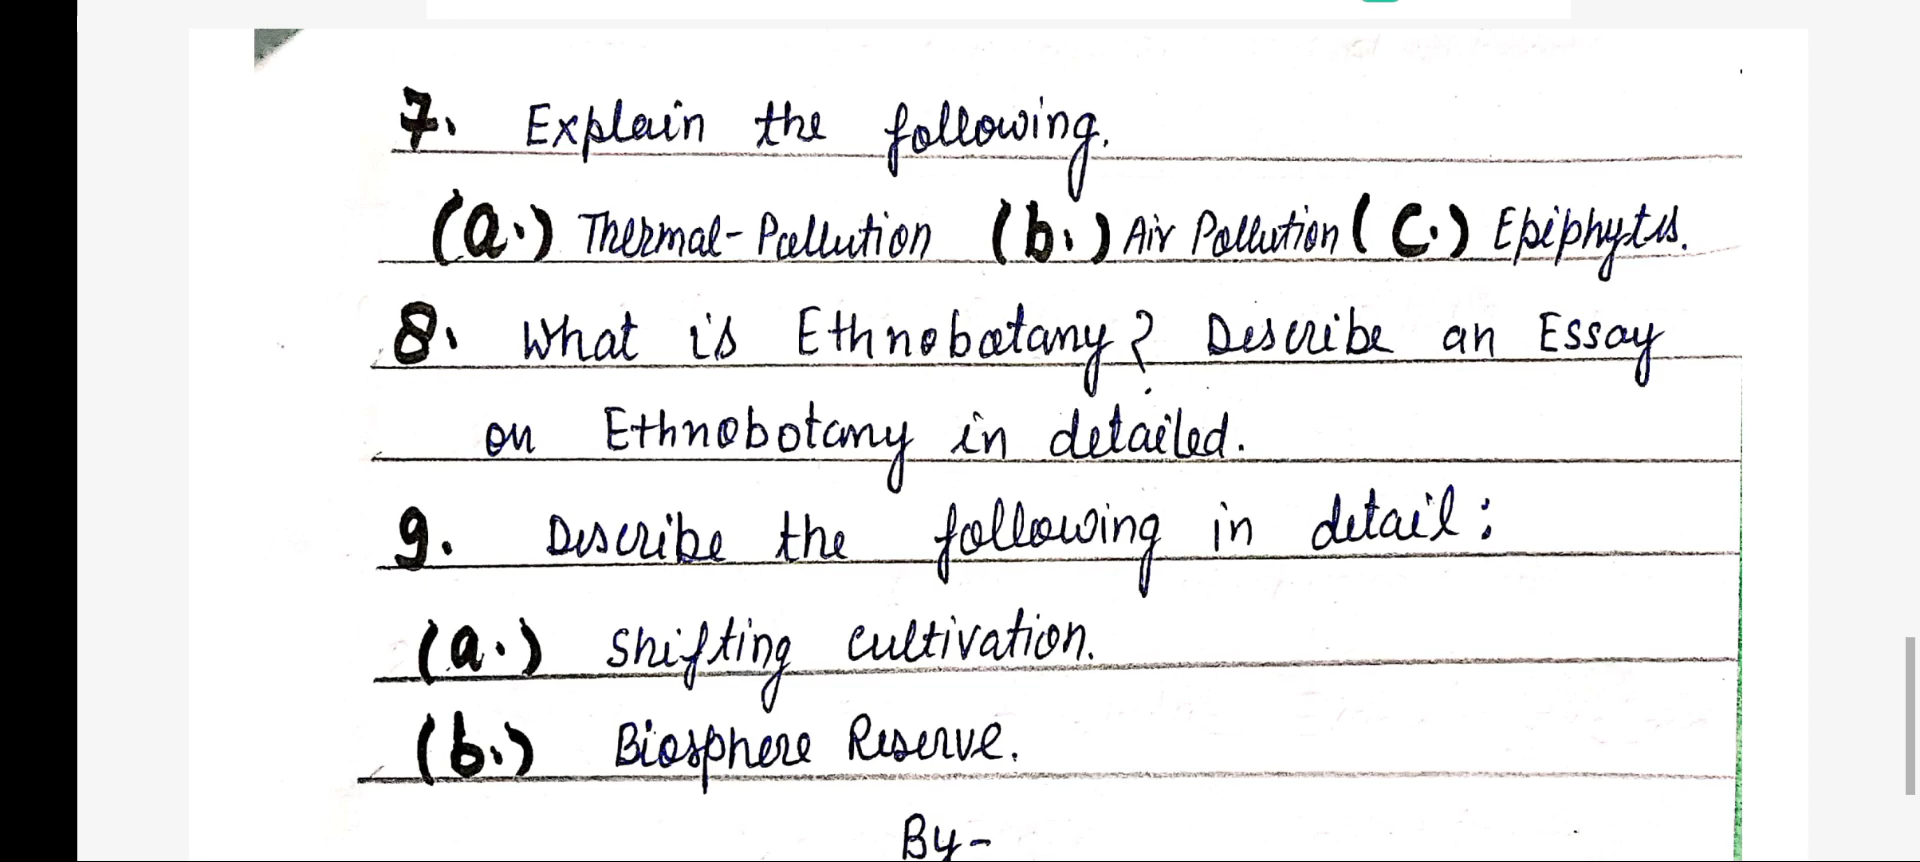 7. Explain the following.
(a.) Thermal-Pollution (b.) Air Pollution (C.) Epiphytes.
8. What is Ethnobotany? Describe an Essay
on Ethnobotany in detailed.
9. Describe the following in detail:
(a.) Shifting cultivation.
(b.) Biosphere Reserve.
By-